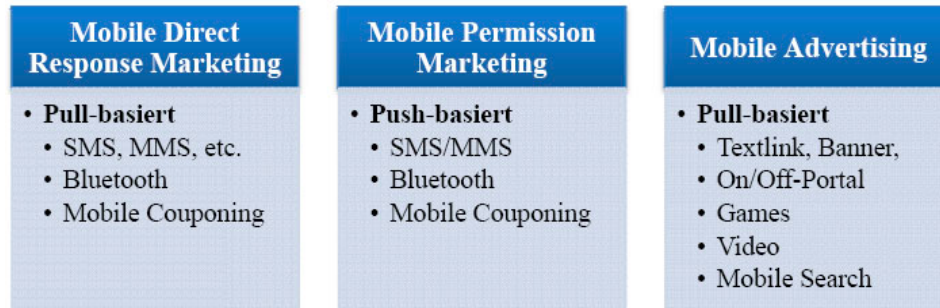 Mobile Direct
Response Marketing
• Pull-basiert
• SMS, MMS, etc.
• Bluetooth
• Mobile Couponing
Mobile Permission
Marketing
• Push-basiert
• SMS/MMS
• Bluetooth
• Mobile Couponing
Mobile Advertising
• Pull-basiert
• Textlink, Banner,
• On/Off-Portal
• Games
• Video
• Mobile Search